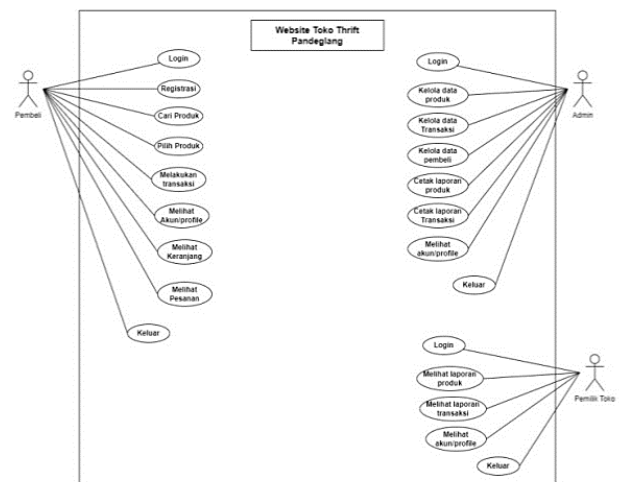 Website Toko Thrift
Pandeglang
Login
Registrasi
Cari Produk
Pilih Produk
Melakukan
transaksi
Melihat
Akun/profile
Melihat
Keranjang
Melihat
Pesanan
Keluar
Pembeli
Login
Kelola data
produk
Kelola data
Transaksi
Kelola data
pembeli
Cetak laporan
produk
Cetak laporan
Transaksi
Melihat
akun/profile
Keluar
Admin
Login
Melihat laporan
produk
Melihat laporan
transaksi
Melihat
akun/profile
Keluar
Pemilik Toko